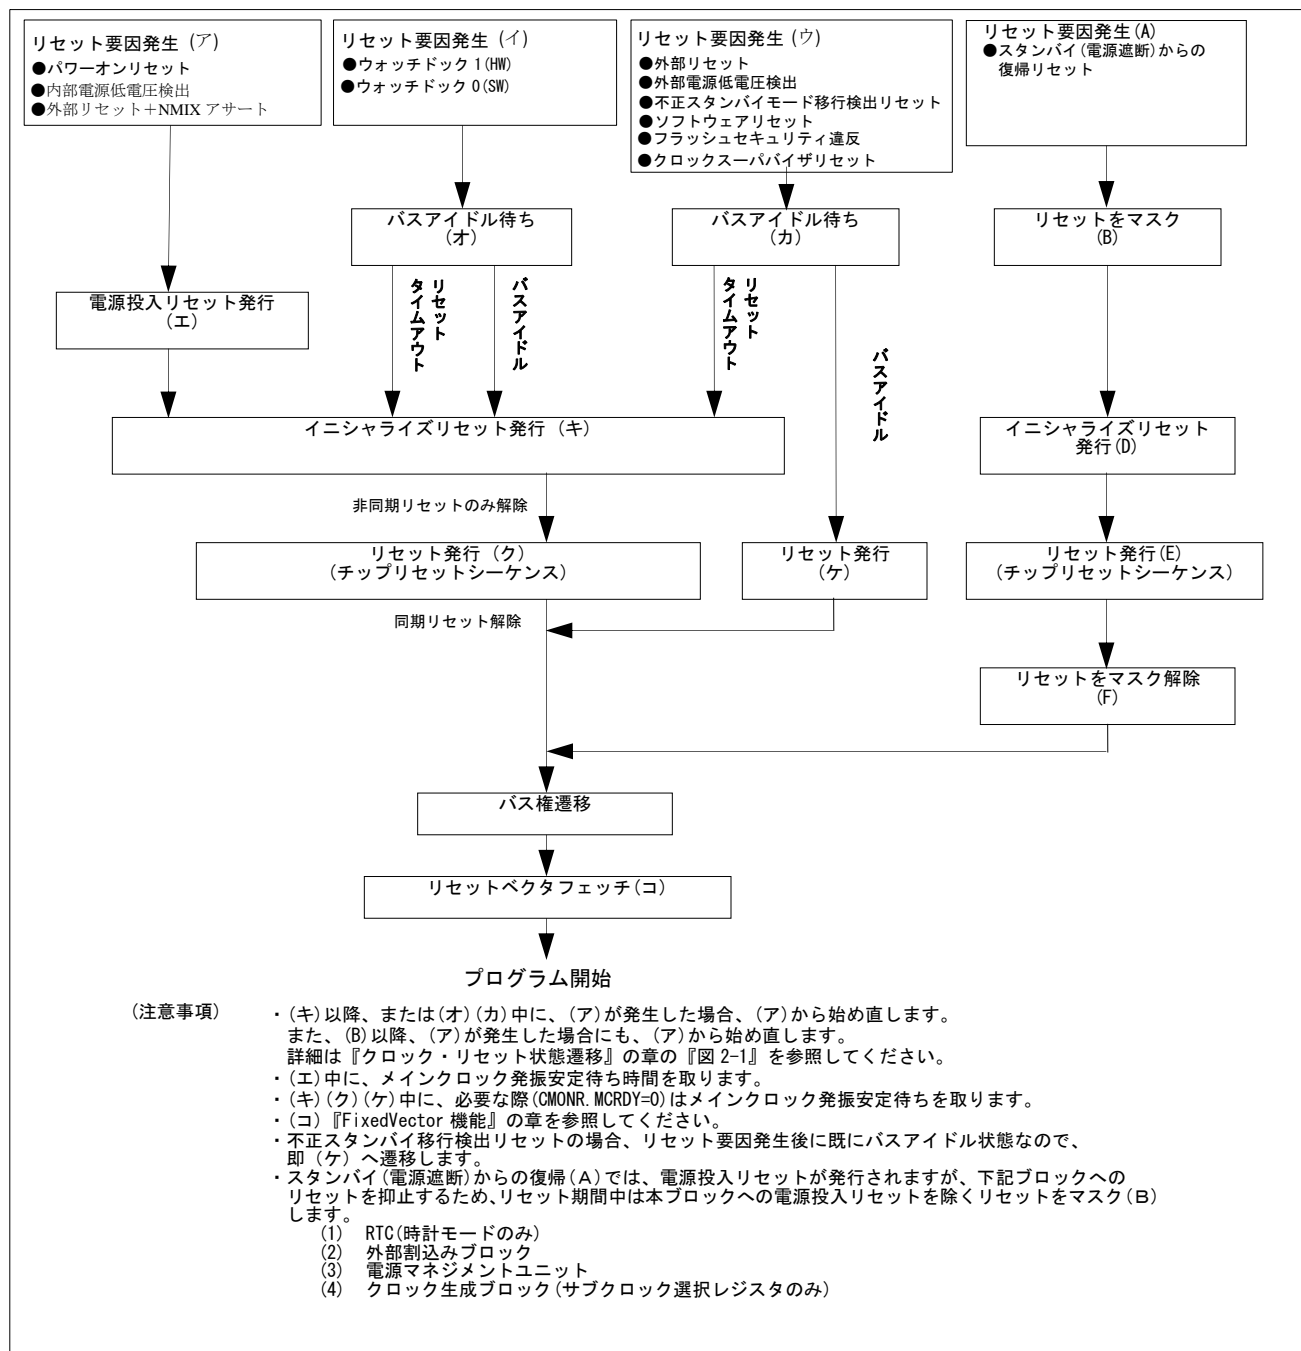 リセット要因発生 (ア)
●パワーオンリセット
●内部電源低電圧検出
●外部リセット＋NMIX アサート
リセット要因発生 (イ)
●ウォッチドック 1(HW)
●ウォッチドック 0(SW)
リセット要因発生 (ウ)
●外部リセット
●外部電源低電圧検出
●不正スタンバイモード移行検出リセット
●ソフトウェアリセット
●フラッシュセキュリティ違反
●クロックスーパバイザリセット
リセット要因発生(A)
●スタンバイ(電源遮断)からの
復帰リセット
バスアイドル待ち
(オ)
バスアイドル待ち
(カ)
リセットをマスク
(B)
電源投入リセット発行
(エ)
リセット
タイムアウト
バスアイドル
リセット
タイムアウト
バスアイドル
イニシャライズリセット発行 (キ)
イニシャライズリセット
発行(D)
非同期リセットのみ解除
リセット発行 (ク)
(チップリセットシーケンス)
リセット発行
(ケ)
リセット発行(E)
(チップリセットシーケンス)
同期リセット解除
リセットをマスク解除
(F)
バス権遷移
リセットベクタフェッチ(コ)
プログラム開始
(注意事項)
・(キ)以降、または(オ)(カ)中に、(ア)が発生した場合、(ア)から始め直します。
また、(B)以降、(ア)が発生した場合にも、(ア)から始め直します。
詳細は『クロック・リセット状態遷移』の章の『図 2-1』を参照してください。
・(エ)中に、メインクロック発振安定待ち時間を取ります。
・(キ)(ク)(ケ)中に、必要な際(CMONR.MCRDY=0)はメインクロック発振安定待ちを取ります。
・(コ)『FixedVector 機能』の章を参照してください。
・不正スタンバイ移行検出リセットの場合、リセット要因発生後に既にバスアイドル状態なので、
即（ケ）へ遷移します。
・スタンバイ(電源遮断)からの復帰(Ａ)では、電源投入リセットが発行されますが、下記ブロックへの
リセットを抑止するため､リセット期間中は本ブロックへの電源投入リセットを除くリセットをマスク(Ｂ)
します。
(1) RTC(時計モードのみ)
(2) 外部割込みブロック
(3) 電源マネジメントユニット
(4) クロック生成ブロック(サブクロック選択レジスタのみ)